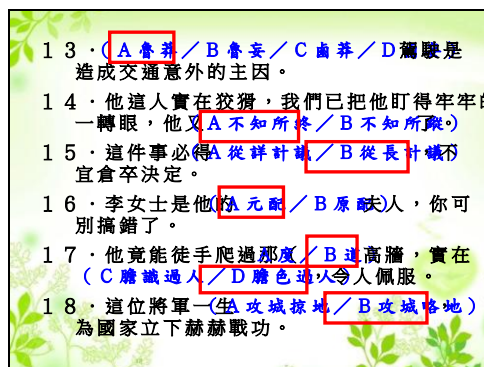 １３．（Ａ魯莽／Ｂ魯妄／Ｃ鹵莽／Ｄ 駕駛是
造成交通意外的主因。
１４．他這人實在狡猾，我們已把他盯得牢牢的
一轉眼，他又（Ａ不知所終／Ｂ不知所蹤）了。
１５．這件事必得（Ａ從詳計議／Ｂ從長計議），不
宜倉卒決定。
１６．李女士是他的（Ａ元配／Ｂ原配）夫人，你可
別搞錯了。
１７．他竟能徒手爬過那 度／Ｂ道）高牆，實在
（Ｃ膽識過人／Ｄ膽色過人），令人佩服。
１８．這位將軍一生（Ａ攻城掠地／Ｂ攻城略地）
為國家立下赫赫戰功。